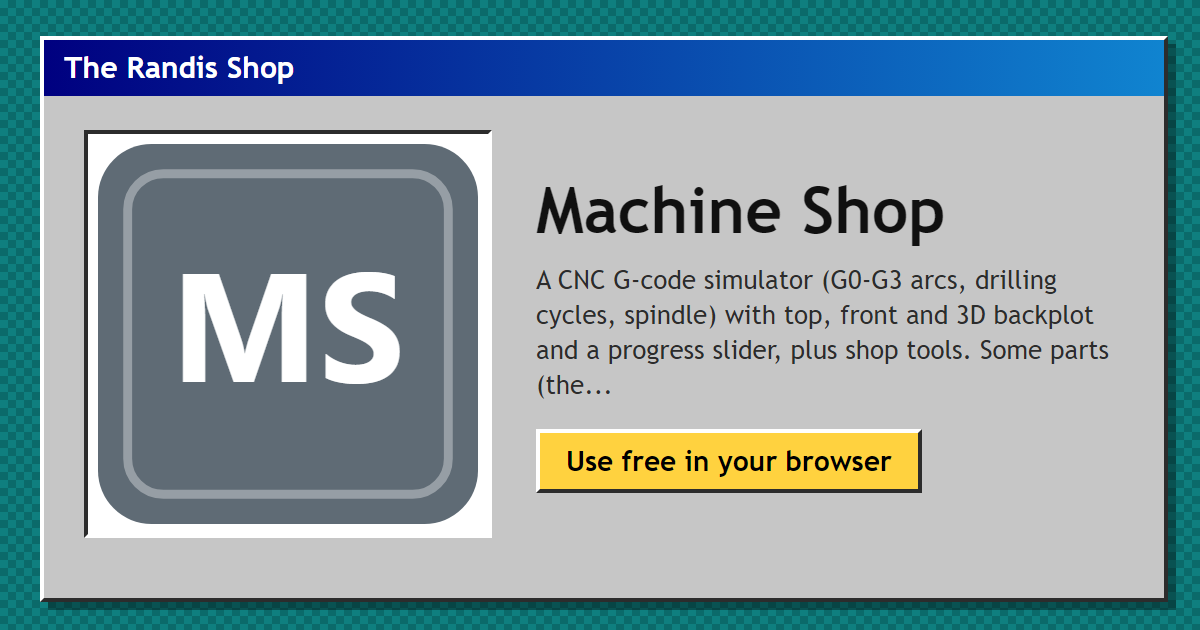 The Randis Shop
MS
Machine Shop
A CNC G-code simulator (G0-G3 arcs, drilling
cycles, spindle) with top, front and 3D backplot
and a progress slider, plus shop tools. Some parts
(the...
Use free in your browser